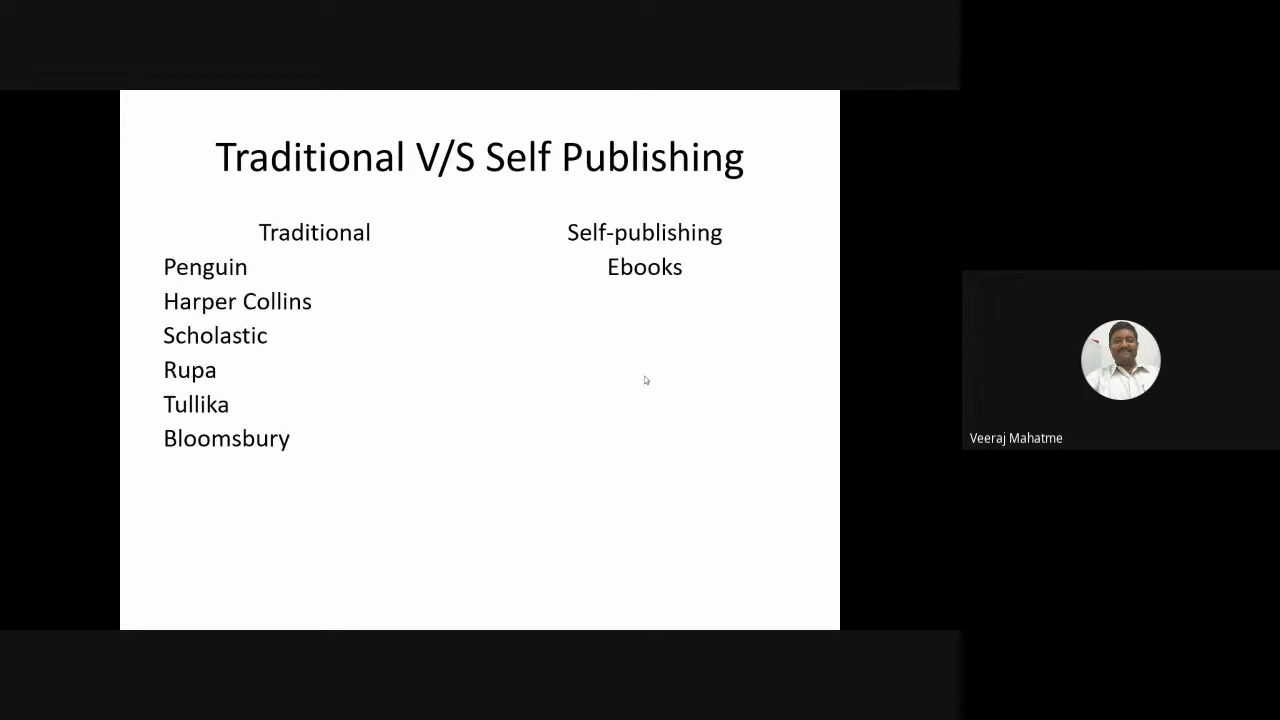 Traditional V/S Self Publishing
Traditional
Penguin
Harper Collins
Scholastic
Rupa
Tullika
Bloomsbury
Self-publishing
Ebooks
Veeraj Mahatme